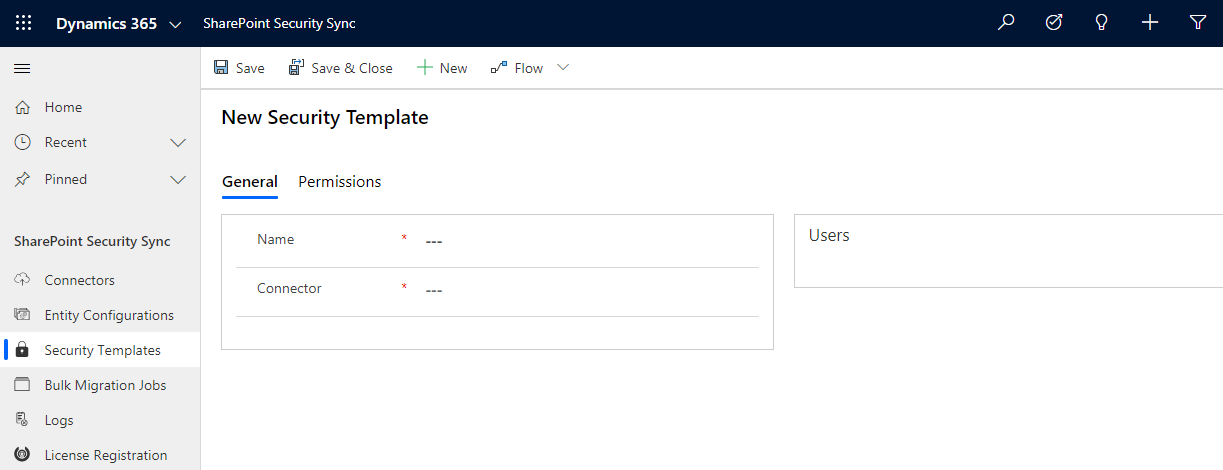 Dynamics 365 SharePoint Security Sync
Save Save & Close New Flow
Home
Recent
Pinned
SharePoint Security Sync
Connectors
Entity Configurations
Security Templates
Bulk Migration Jobs
Logs
License Registration
New Security Template
General Permissions
Name * ---
Connector * ---
Users